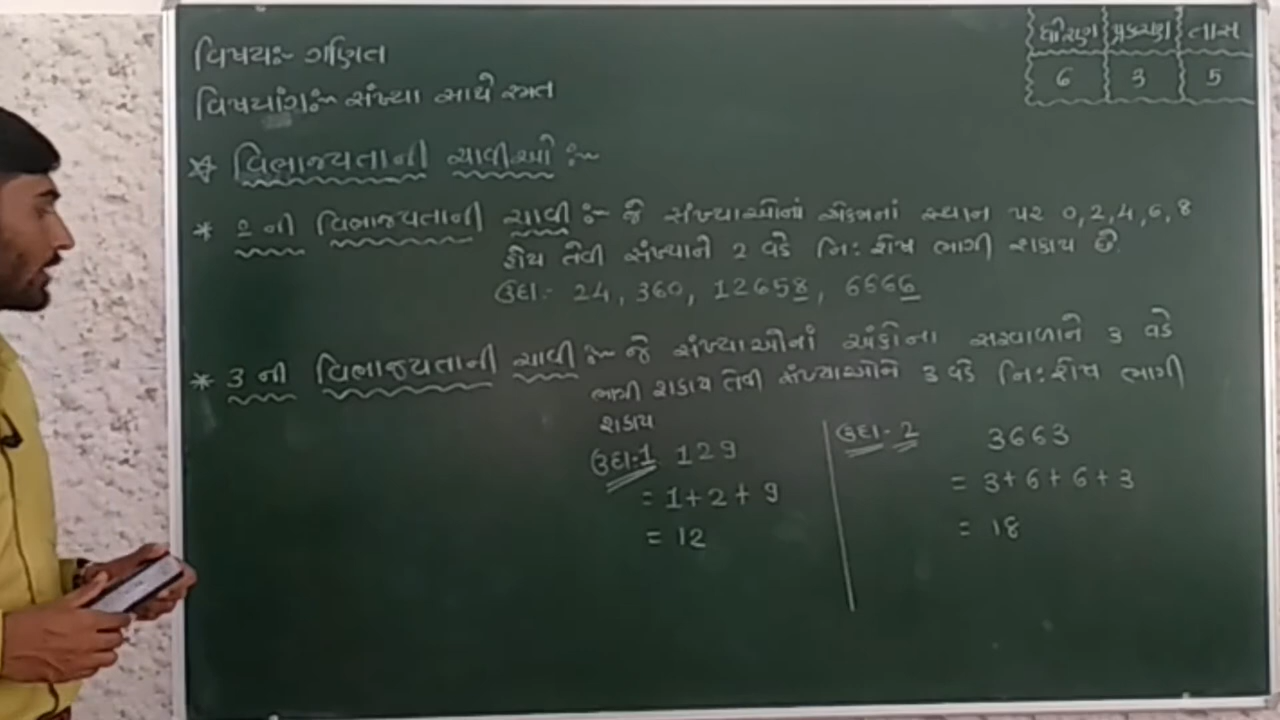 વિષય:- ગણિત
વિષયાંગ:- સંખ્યા સાથે રમત
ધોરણ પ્રકરણ તાસ
6 3 5
☆ વિભાજ્યતાની ચાવીઓ :-
* ૨ ની વિભાજ્યતાની ચાવી :- જે સંખ્યાઓનાં એકમનાં સ્થાન પર 0, 2, 4, 6, 8
હોય તેવી સંખ્યાને 2 વડે નિ:શેષ ભાગી શકાય છે.
ઉદા:- 24, 360, 12658, 6666
* 3 ની વિભાજ્યતાની ચાવી :- જે સંખ્યાઓનાં અંકોના સરવાળાને 3 વડે
ભાગી શકાય તેવી સંખ્યાઓને 3 વડે નિ:શેષ ભાગી
શકાય
ઉદા:-1 129
= 1+2+9
= 12
ઉદા:- 2 3663
= 3+6+6+3
= 18